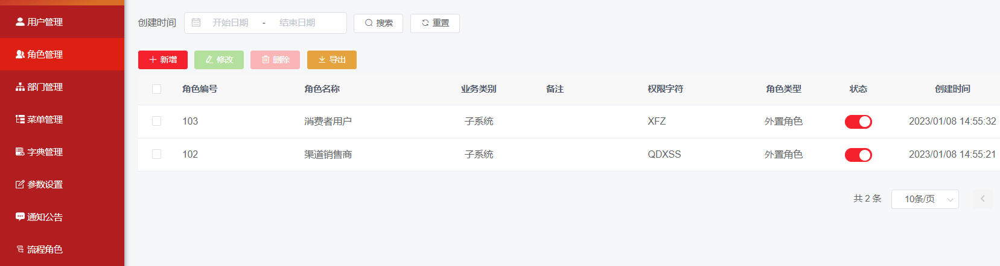 用户管理
角色管理
部门管理
菜单管理
字典管理
参数设置
通知公告
流程角色
创建时间 开始日期 - 结束日期 搜索 重置
新增 修改 删除 导出
角色编号 角色名称 业务类别 备注 权限字符 角色类型 状态 创建时间
103 消费者用户 子系统 XFZ 外置角色 2023/01/08 14:55:32
102 渠道销售商 子系统 QDXSS 外置角色 2023/01/08 14:55:21
共 2 条 10条/页